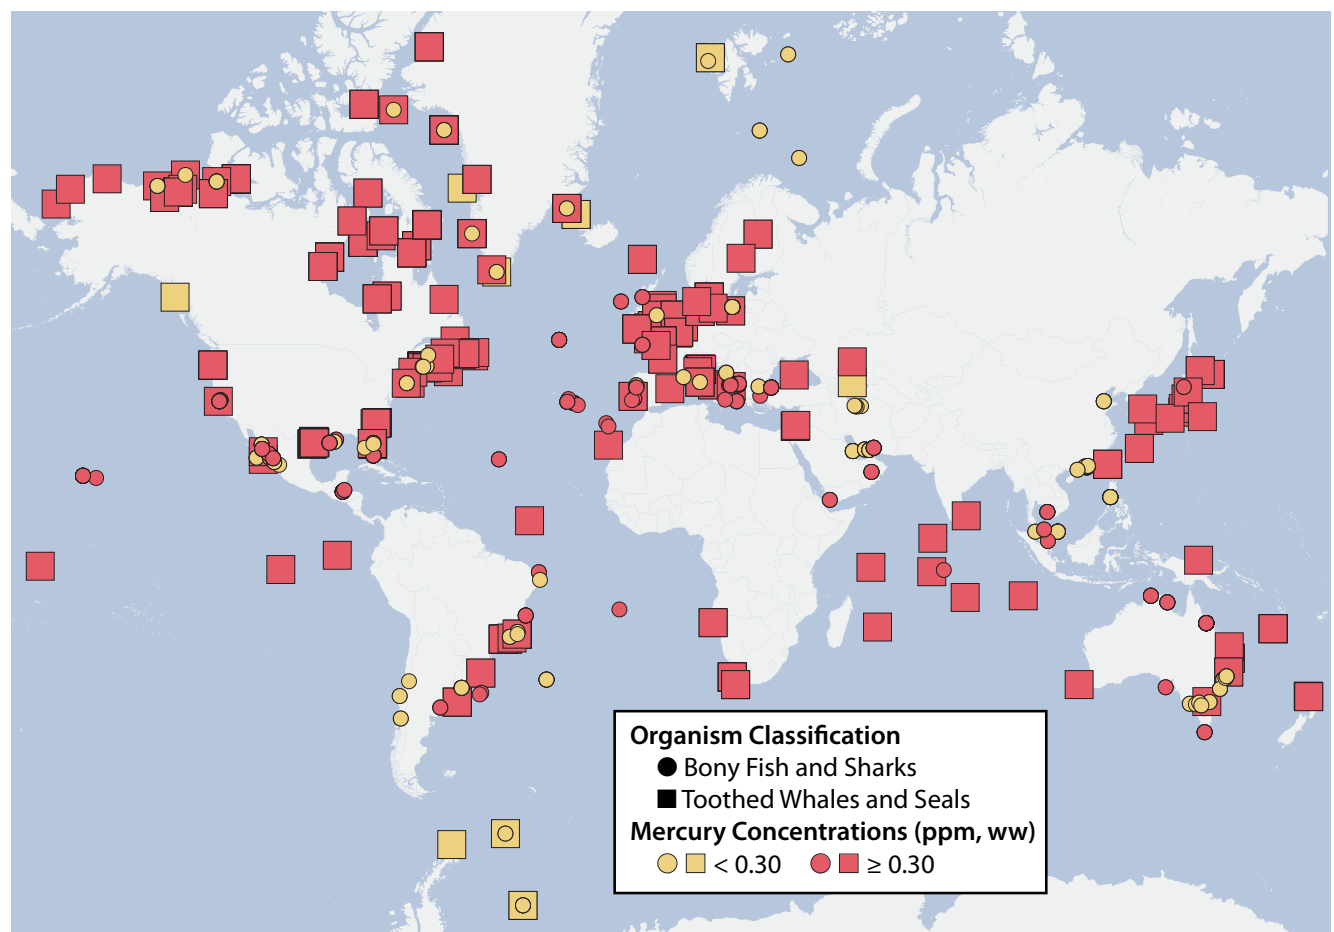 Organism Classification
Bony Fish and Sharks
Toothed Whales and Seals
Mercury Concentrations (ppm, ww)
< 0.30 ≥ 0.30